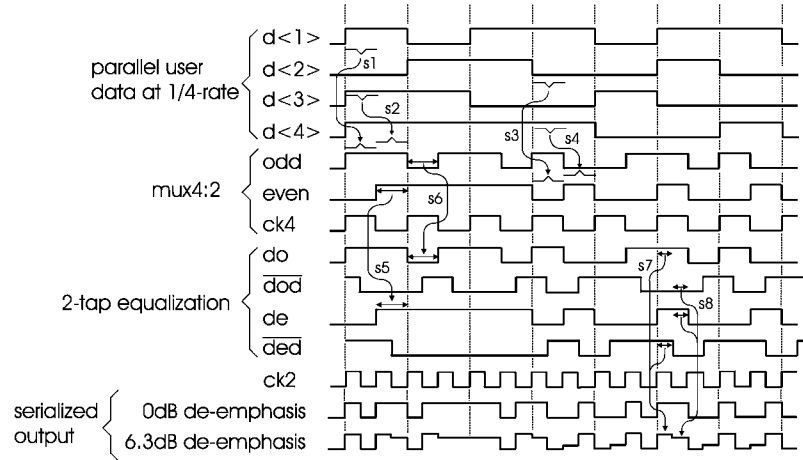 d<1>
s1
parallel user
d<2>
data at 1/4-rate
d<3>
s2
s3
s4
d<4>
odd
mux4:2
even
s6
ck4
do
s5
s7
dod
s8
2-tap equalization
de
ded
ck2
serialized
output
0dB de-emphasis
6.3dB de-emphasis